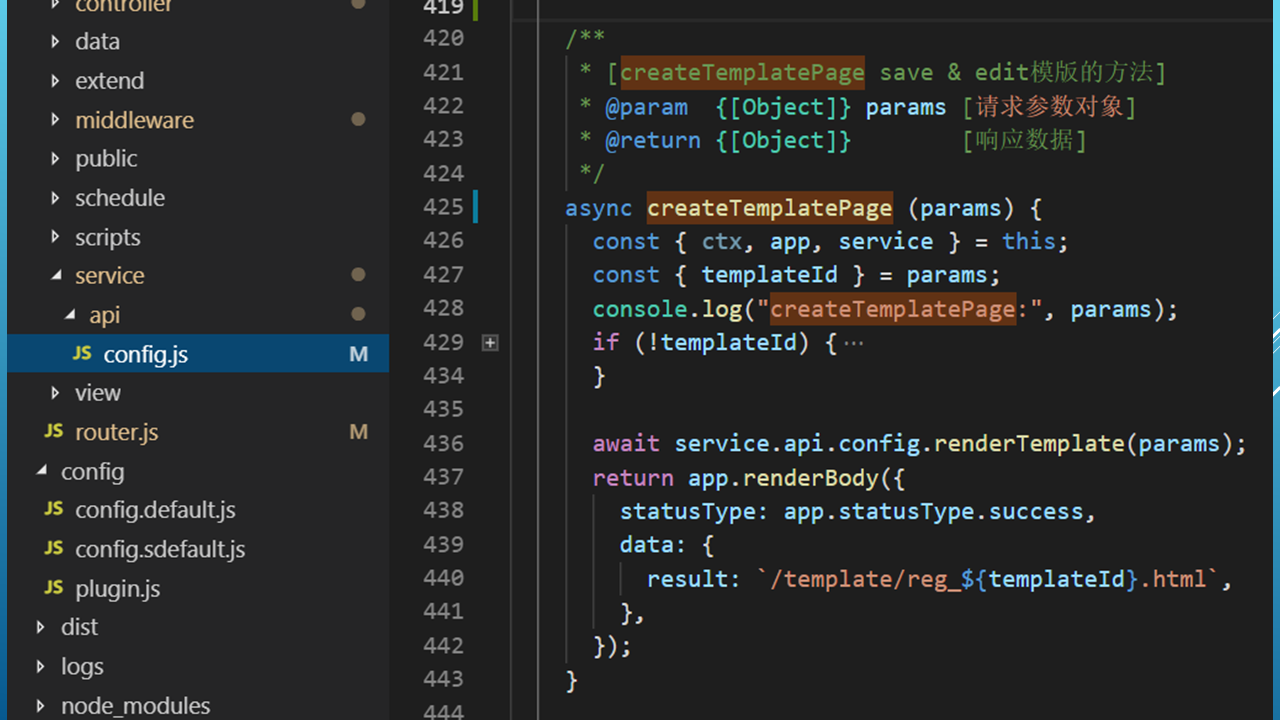 controller
data
extend
middleware
public
schedule
scripts
service
api
JS config.js M
view
JS router.js M
config
JS config.default.js
JS config.sdefault.js
JS plugin.js
dist
logs
node_modules
419
420 /**
421 * [createTemplatePage save & edit模版的方法]
422 * @param {[Object]} params [请求参数对象]
423 * @return {[Object]} [响应数据]
424 */
425 async createTemplatePage (params) {
426 const { ctx, app, service } = this;
427 const { templateId } = params;
428 console.log("createTemplatePage:", params);
429 if (!templateId) {···
434 }
435
436 await service.api.config.renderTemplate(params);
437 return app.renderBody({
438 statusType: app.statusType.success,
439 data: {
440 result: `/template/reg_${templateId}.html`,
441 },
442 });
443 }
444